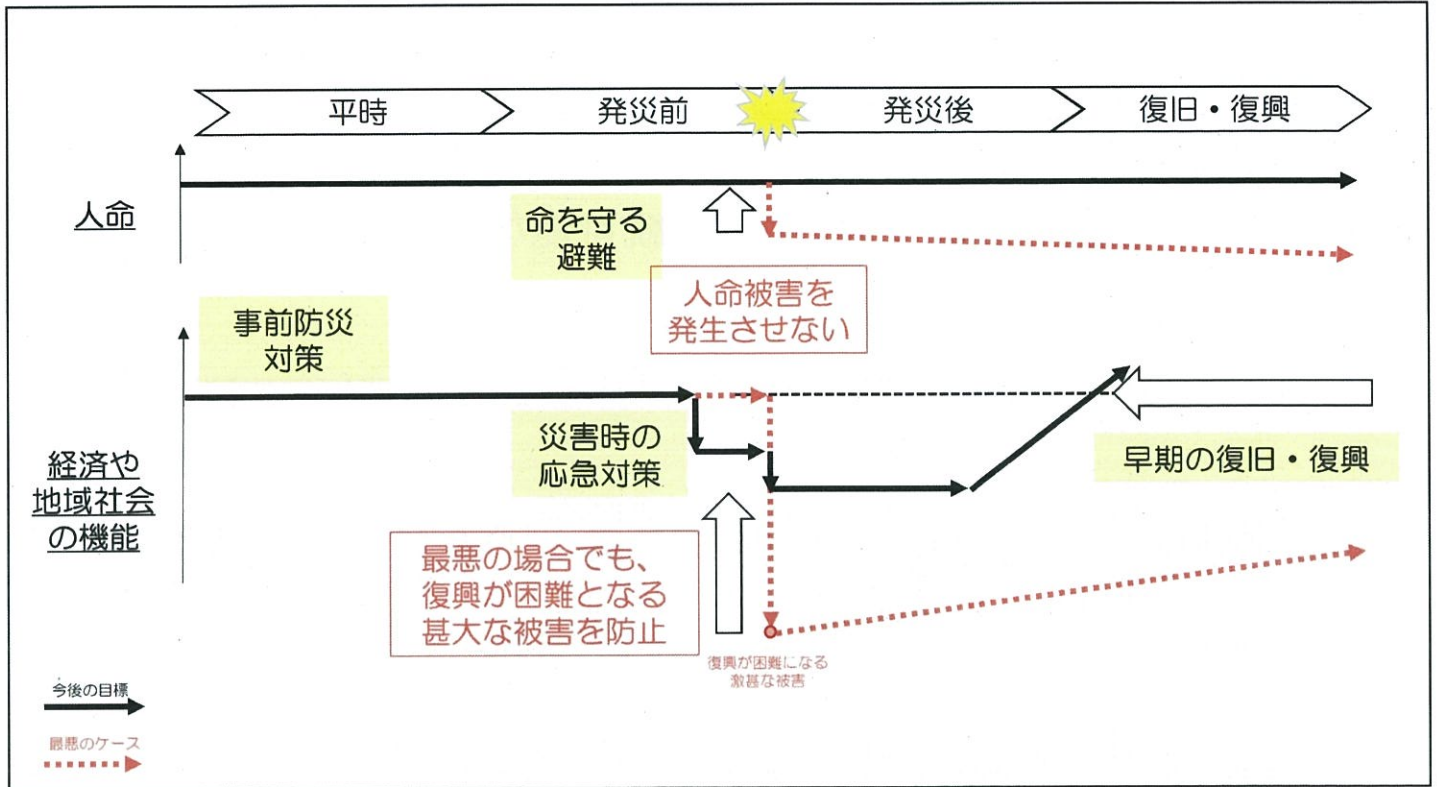 平時
発災前
発災後
復旧・復興
人命
命を守る
避難
人命被害を
発生させない
事前防災
対策
経済や
地域社会
の機能
災害時の
応急対策
早期の復旧・復興
最悪の場合でも、
復興が困難となる
甚大な被害を防止
復興が困難になる
激甚な被害
今後の目標
最悪のケース